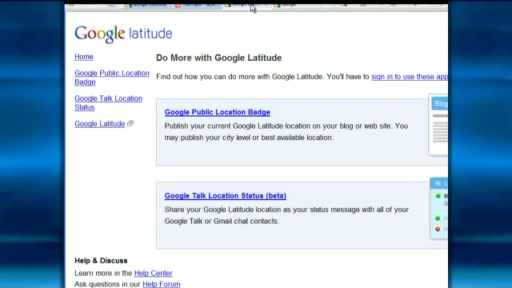 Google latitude
Home
Google Public Location
Badge
Google Talk Location
Status
Google Latitude
Do More with Google Latitude
Find out how you can do more with Google Latitude. You'll have to sign in to use these app
Google Public Location Badge
Publish your current Google Latitude location on your blog or web site. You
may publish your city level or best available location.
Blog
Google Talk Location Status (beta)
Share your Google Latitude location as your status message with all of your
Google Talk or Gmail chat contacts.
Help & Discuss
Learn more in the Help Center
Ask questions in our Help Forum